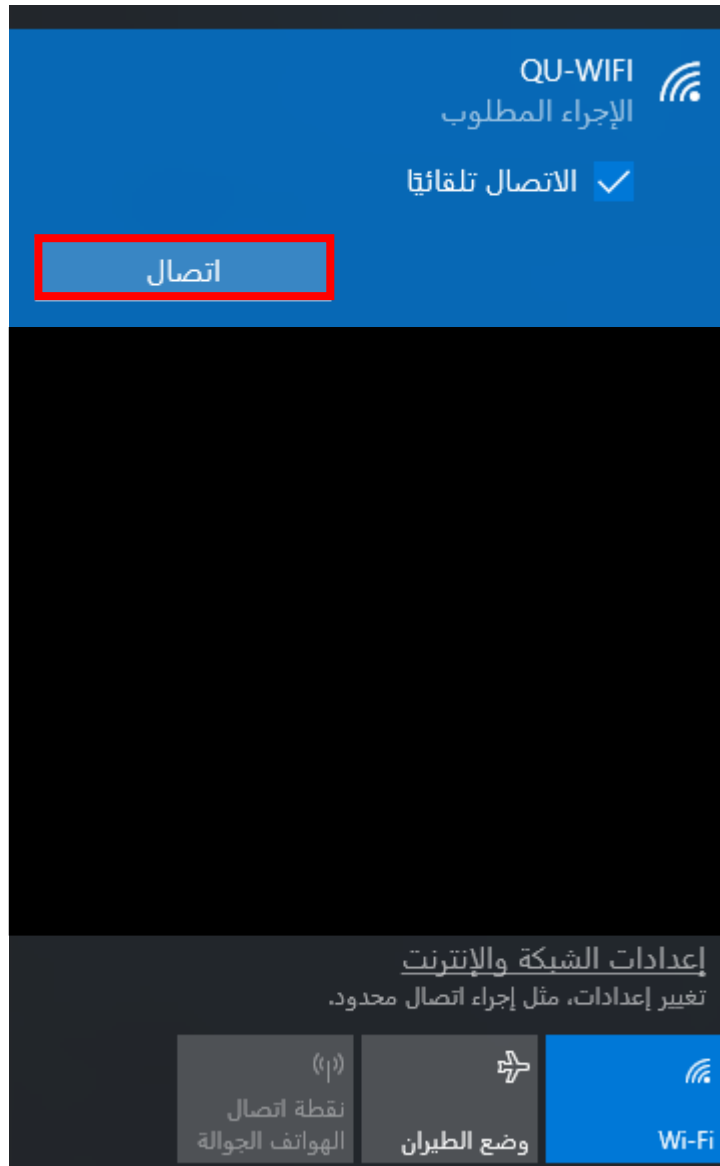 QU-WIFI
الإجراء المطلوب
الاتصال تلقائيًا
اتصال
إعدادات الشبكة والإنترنت
تغيير إعدادات، مثل إجراء اتصال محدود.
Wi-Fi
وضع الطيران
نقطة اتصال
الهواتف الجوالة